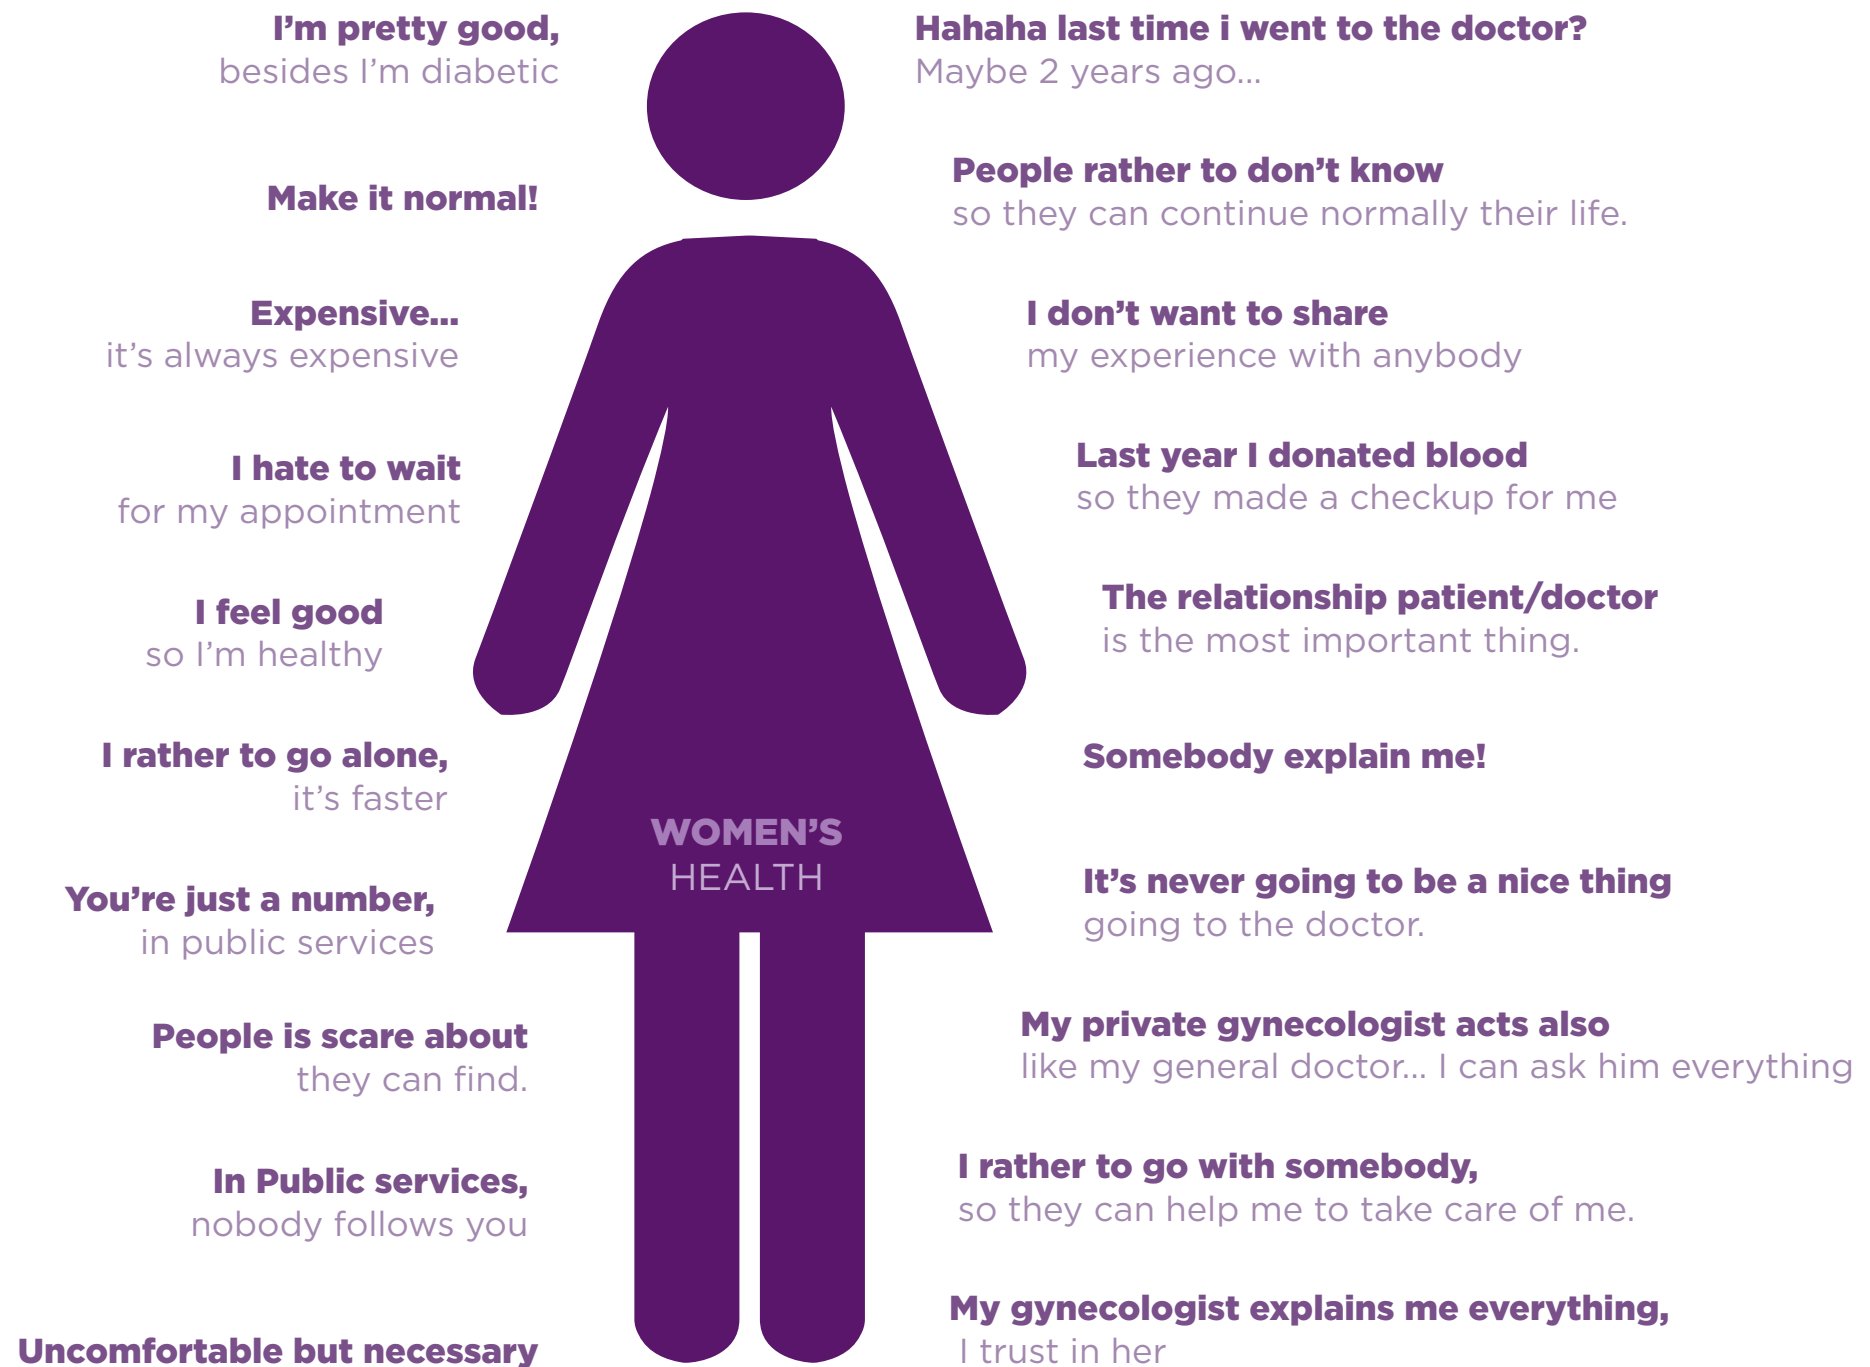 I'm pretty good,
besides I'm diabetic
Make it normal!
Expensive...
it's always expensive
I hate to wait
for my appointment
I feel good
so I'm healthy
I rather to go alone,
it's faster
You're just a number,
in public services
People is scare about
they can find.
In Public services,
nobody follows you
Uncomfortable but necessary
WOMEN'S
HEALTH
Hahaha last time i went to the doctor?
Maybe 2 years ago...
People rather to don't know
so they can continue normally their life.
I don't want to share
my experience with anybody
Last year I donated blood
so they made a checkup for me
The relationship patient/doctor
is the most important thing.
Somebody explain me!
It's never going to be a nice thing
going to the doctor.
My private gynecologist acts also
like my general doctor... I can ask him everything
I rather to go with somebody,
so they can help me to take care of me.
My gynecologist explains me everything,
I trust in her